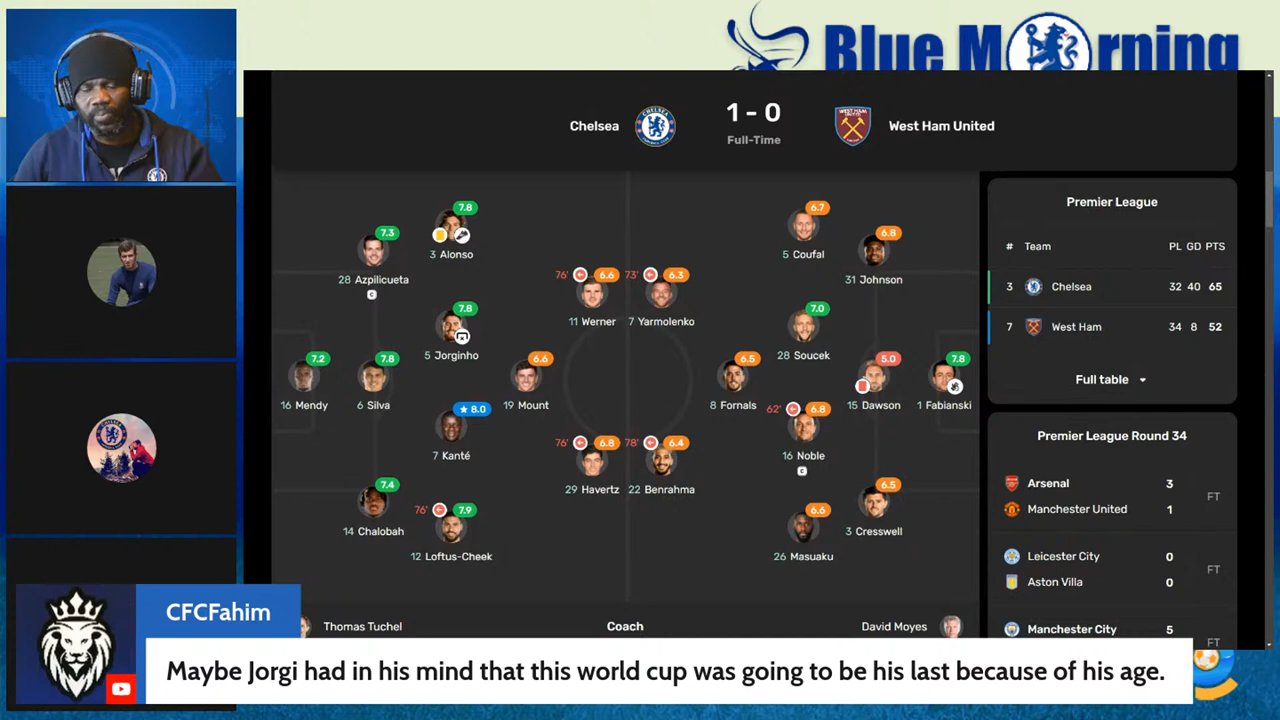 Blue Morning
Chelsea
1 - 0
Full-Time
West Ham United
7.8
3 Alonso
7.3
28 Azpilicueta
c
7.8
5 Jorginho
7.2
16 Mendy
7.8
6 Silva
6.6
19 Mount
8.0
7 Kanté
7.4
14 Chalobah
76'
7.9
12 Loftus-Cheek
76'
6.6
11 Werner
76'
6.8
29 Havertz
73'
6.3
7 Yarmolenko
78'
6.4
22 Benrahma
6.7
5 Coufal
6.8
31 Johnson
7.0
28 Soucek
6.5
8 Fornals
5.0
15 Dawson
7.8
1 Fabianski
62'
6.8
16 Noble
c
6.5
3 Cresswell
6.6
26 Masuaku
Thomas Tuchel
Coach
David Moyes
Premier League
# Team PL GD PTS
3 Chelsea 32 40 65
7 West Ham 34 8 52
Full table
Premier League Round 34
Arsenal 3
FT
Manchester United 1
Leicester City 0
FT
Aston Villa 0
Manchester City 5
FT
CFCFahim
Maybe Jorgi had in his mind that this world cup was going to be his last because of his age.